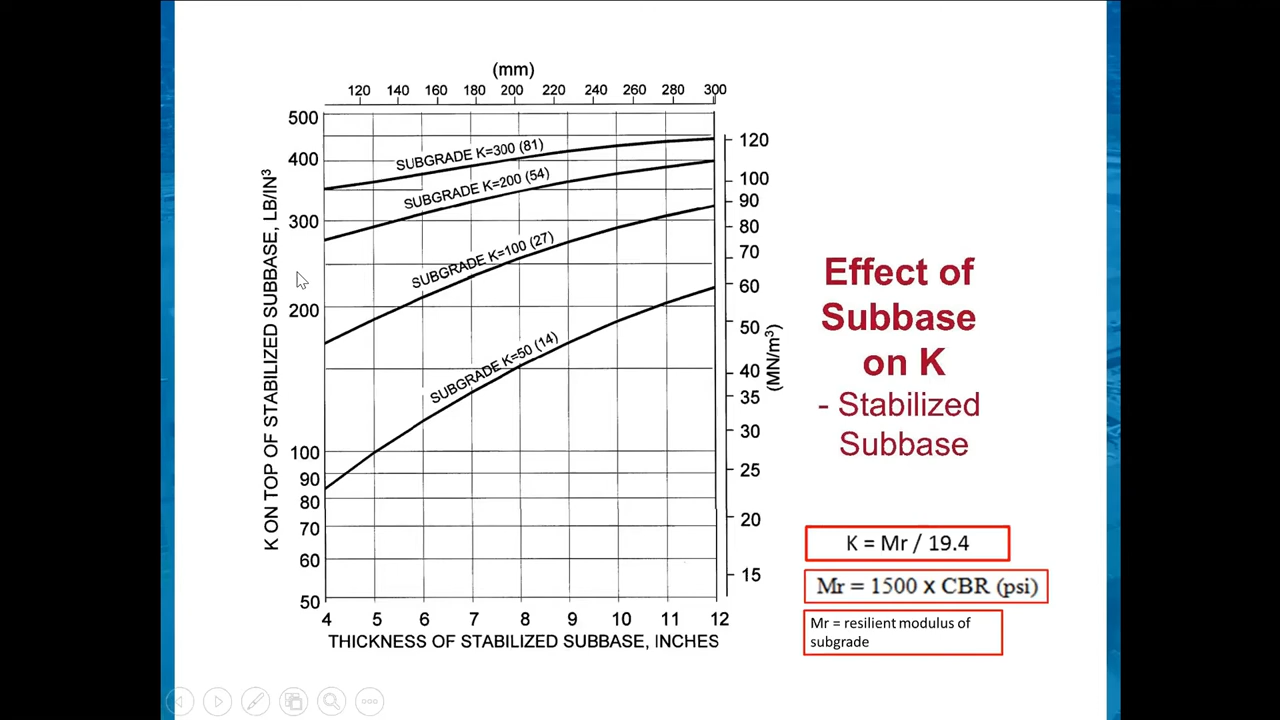 (mm)
120 140 160 180 200 220 240 260 280 300
500
400
300
200
100
90
80
70
60
50
K ON TOP OF STABILIZED SUBBASE, LB/IN³
SUBGRADE K=300 (81)
SUBGRADE K=200 (54)
SUBGRADE K=100 (27)
SUBGRADE K=50 (14)
120
100
90
80
70
60
50
40
35
30
25
20
15
(MN/m³)
4 5 6 7 8 9 10 11 12
THICKNESS OF STABILIZED SUBBASE, INCHES
Effect of
Subbase
on K
- Stabilized
Subbase
K = Mr / 19.4
Mr = 1500 x CBR (psi)
Mr = resilient modulus of
subgrade